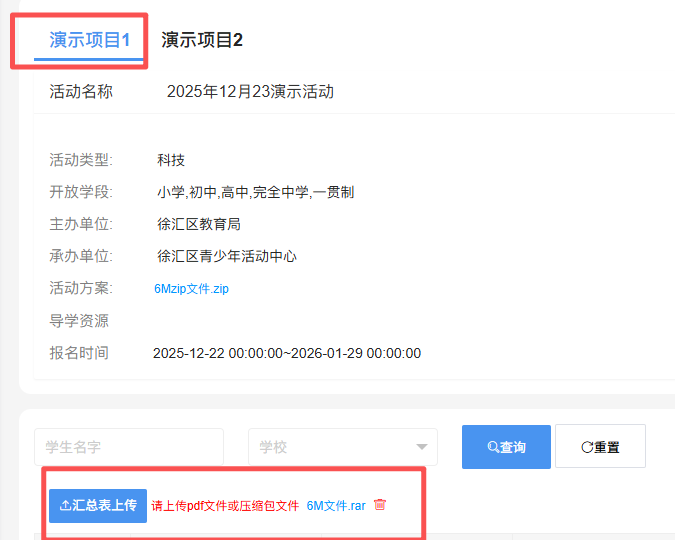 演示项目1 演示项目2
活动名称 2025年12月23演示活动
活动类型: 科技
开放学段: 小学,初中,高中,完全中学,一贯制
主办单位: 徐汇区教育局
承办单位: 徐汇区青少年活动中心
活动方案: 6Mzip文件.zip
导学资源
报名时间 2025-12-22 00:00:00~2026-01-29 00:00:00
学生名字 学校 查询 重置
汇总表上传 请上传pdf文件或压缩包文件 6M文件.rar